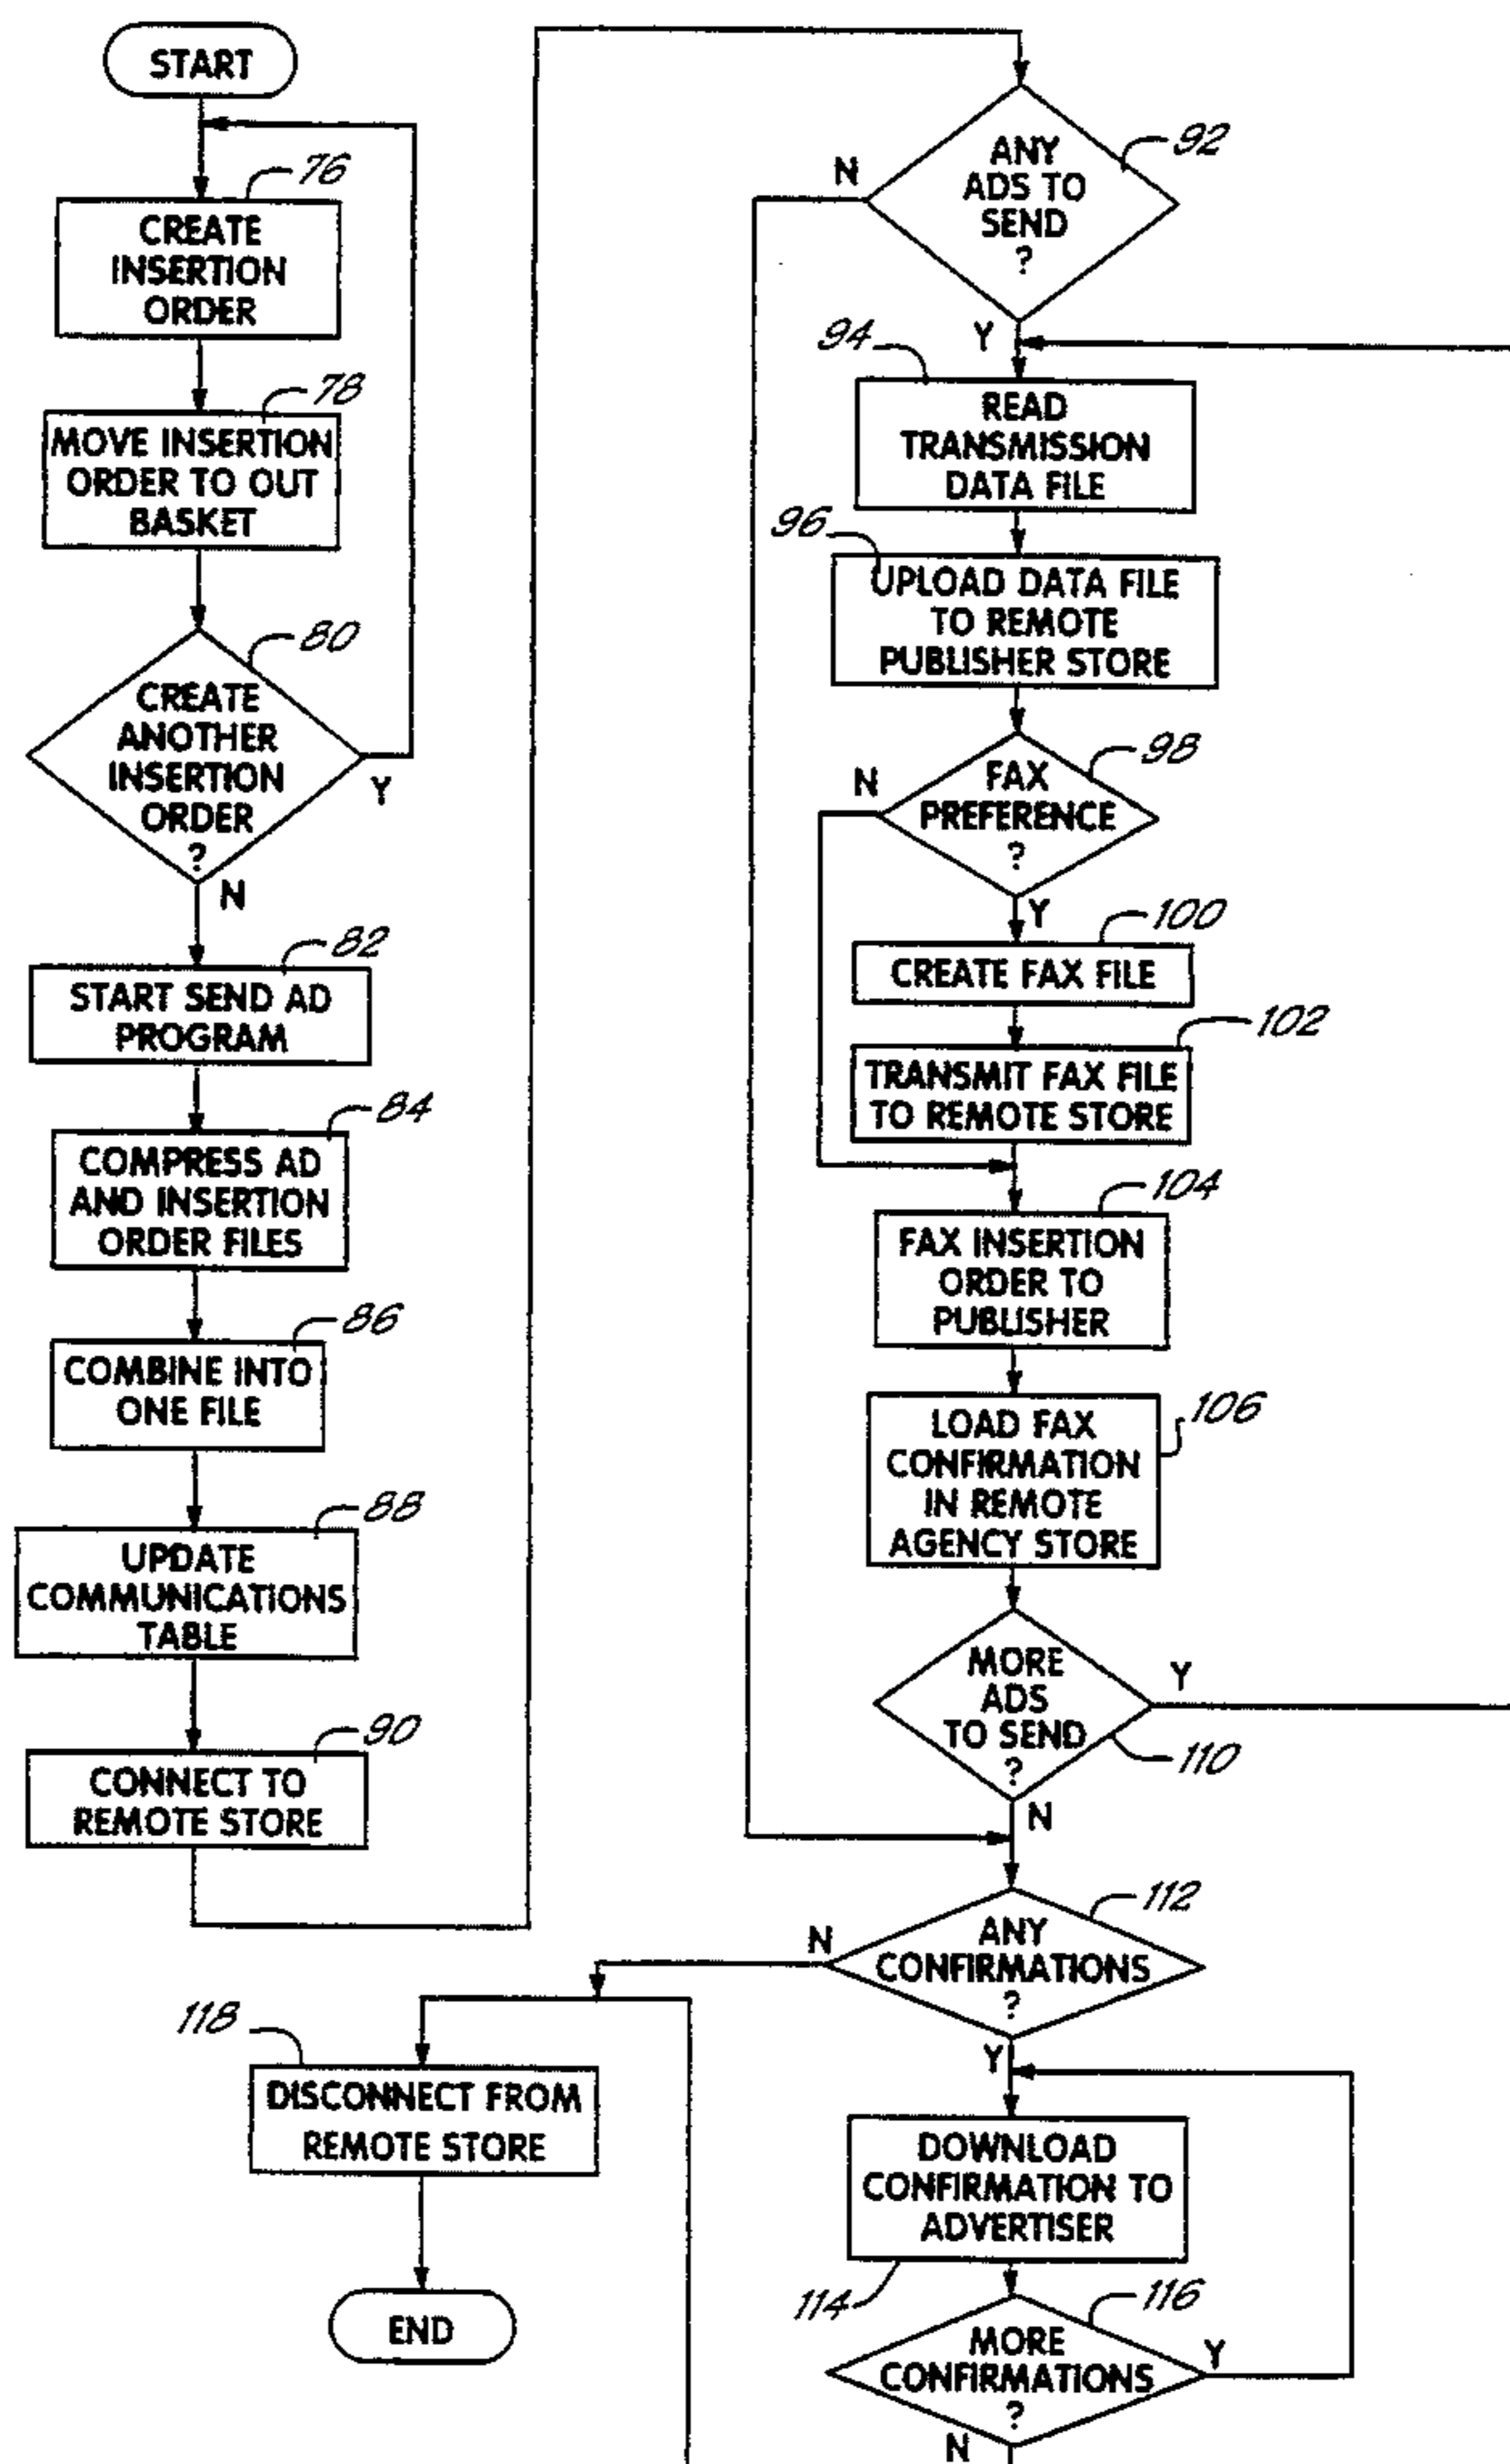 START
76
CREATE
INSERTION
ORDER
78
MOVE INSERTION
ORDER TO OUT
BASKET
80
CREATE
ANOTHER
INSERTION
ORDER
?
Y
N
82
START SEND AD
PROGRAM
84
COMPRESS AD
AND INSERTION
ORDER FILES
86
COMBINE INTO
ONE FILE
88
UPDATE
COMMUNICATIONS
TABLE
90
CONNECT TO
REMOTE STORE
92
ANY
ADS TO
SEND
?
N
Y
94
READ
TRANSMISSION
DATA FILE
96
UPLOAD DATA FILE
TO REMOTE
PUBLISHER STORE
98
FAX
PREFERENCE
?
N
Y
100
CREATE FAX FILE
102
TRANSMIT FAX FILE
TO REMOTE STORE
104
FAX INSERTION
ORDER TO
PUBLISHER
106
LOAD FAX
CONFIRMATION
IN REMOTE
AGENCY STORE
MORE
ADS
TO SEND
?
Y
110
N
112
ANY
CONFIRMATIONS
?
N
Y
114
DOWNLOAD
CONFIRMATION TO
ADVERTISER
116
MORE
CONFIRMATIONS
?
Y
N
118
DISCONNECT FROM
REMOTE STORE
END